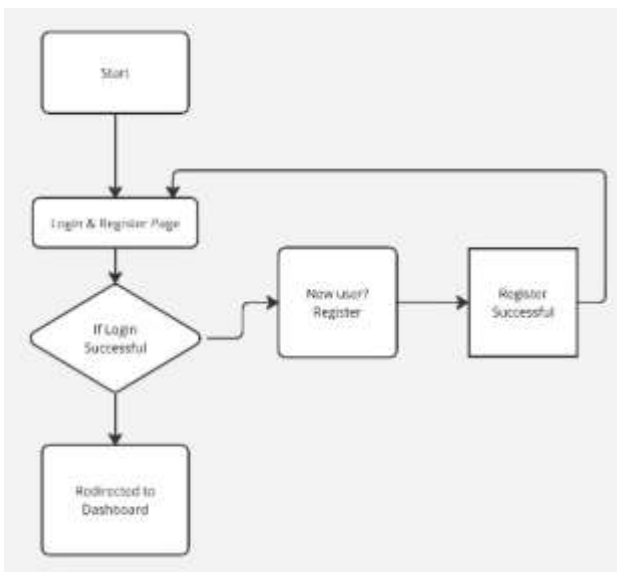 Start
Login & Register Page
If Login
Successful
New user?
Register
Register
Successful
Redirected to
Dashboard